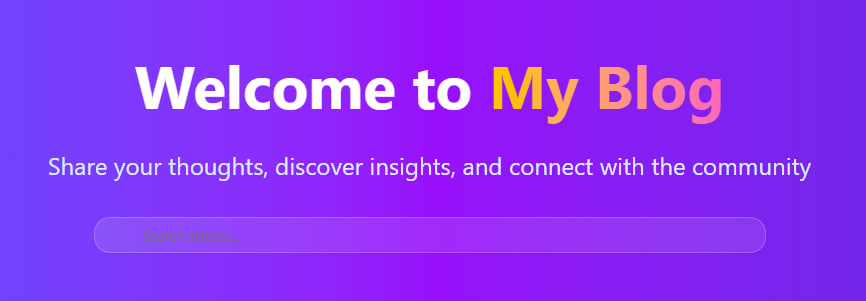 Welcome to My Blog
Share your thoughts, discover insights, and connect with the community
Search articles...